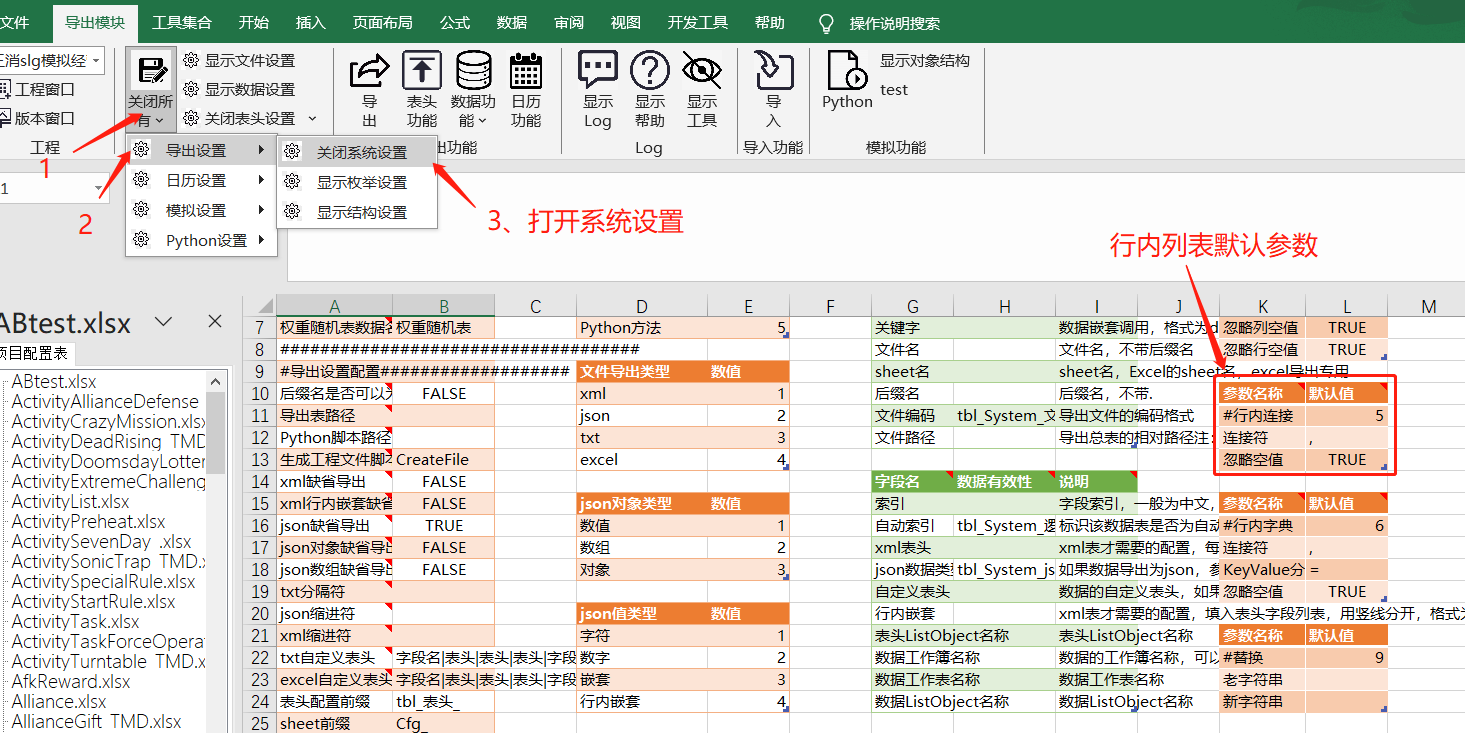 文件 导出模块 工具集合 开始 插入 页面布局 公式 数据 审阅 视图 开发工具 帮助 操作说明搜索
消slg模拟经
工程窗口
版本窗口
工程
关闭所有
显示文件设置
显示数据设置
关闭表头设置
导出
表头功能
数据功能
日历功能
出功能
显示Log
显示帮助
显示工具
Log
导入
导入功能
Python
显示对象结构
test
模拟功能
导出设置
日历设置
模拟设置
Python设置
关闭系统设置
显示枚举设置
显示结构设置
1
2
3、打开系统设置
行内列表默认参数
1
ABtest.xlsx
项目配置表
ABtest.xlsx
ActivityAllianceDefense
ActivityCrazyMission.xlsx
ActivityDeadRising TMD
ActivityDoomsdayLotter
ActivityExtremeChalleng
ActivityList.xlsx
ActivityPreheat.xlsx
ActivitySevenDay .xlsx
ActivitySonicTrap TMD.x
ActivitySpecialRule.xlsx
ActivityStartRule.xlsx
ActivityTask.xlsx
ActivityTaskForceOpera
ActivityTurntable TMD.x
AfkReward.xlsx
Alliance.xlsx
AllianceGift TMD.xlsx
A B C D E F G H I J K L M
7 权重随机表数据名 权重随机表 Python方法 5 关键字 数据嵌套调用，格式为d 忽略列空值 TRUE
8 #################################### 文件名 文件名，不带后缀名 忽略行空值 TRUE
9 #导出设置配置################### 文件导出类型 数值 sheet名 sheet名，Excel的sheet名，excel导出专用
10 后缀名是否可以为 FALSE xml 1 后缀名 后缀名，不带. 参数名称 默认值
11 导出表路径 json 2 文件编码 tbl_System_文 导出文件的编码格式 #行内连接 5
12 Python脚本路径 txt 3 文件路径 导出总表的相对路径注： 连接符 ,
13 生成工程文件脚本 CreateFile excel 4 忽略空值 TRUE
14 xml缺省导出 FALSE 字段名 数据有效性 说明
15 xml行内嵌套缺省 FALSE json对象类型 数值 索引 字段索引，一般为中文， 参数名称 默认值
16 json缺省导出 TRUE 数值 1 自动索引 tbl_System_逻 标识该数据表是否为自动 #行内字典 6
17 json对象缺省导出 FALSE 数组 2 xml表头 xml表才需要的配置，每 连接符 ,
18 json数组缺省导出 FALSE 对象 3 json数据类型 tbl_System_js 如果数据导出为json，参 KeyValue分 =
19 txt分隔符 自定义表头 数据的自定义表头，如果 忽略空值 TRUE
20 json缩进符 json值类型 数值 行内嵌套 xml表才需要的配置，填入表头字段列表，用竖线分开，格式为
21 xml缩进符 字符 1 表头ListObject名称 表头ListObject名称 参数名称 默认值
22 txt自定义表头 字段名|表头|表头|表头|字段 数字 2 数据工作簿名称 数据的工作簿名称，可以 #替换 9
23 excel自定义表头 字段名|表头|表头|表头|字段 嵌套 3 数据工作表名称 数据工作表名称 老字符串
24 表头配置前缀 tbl_表头_ 行内嵌套 4 数据ListObject名称 数据ListObject名称 新字符串
25 sheet前缀 Cfg_